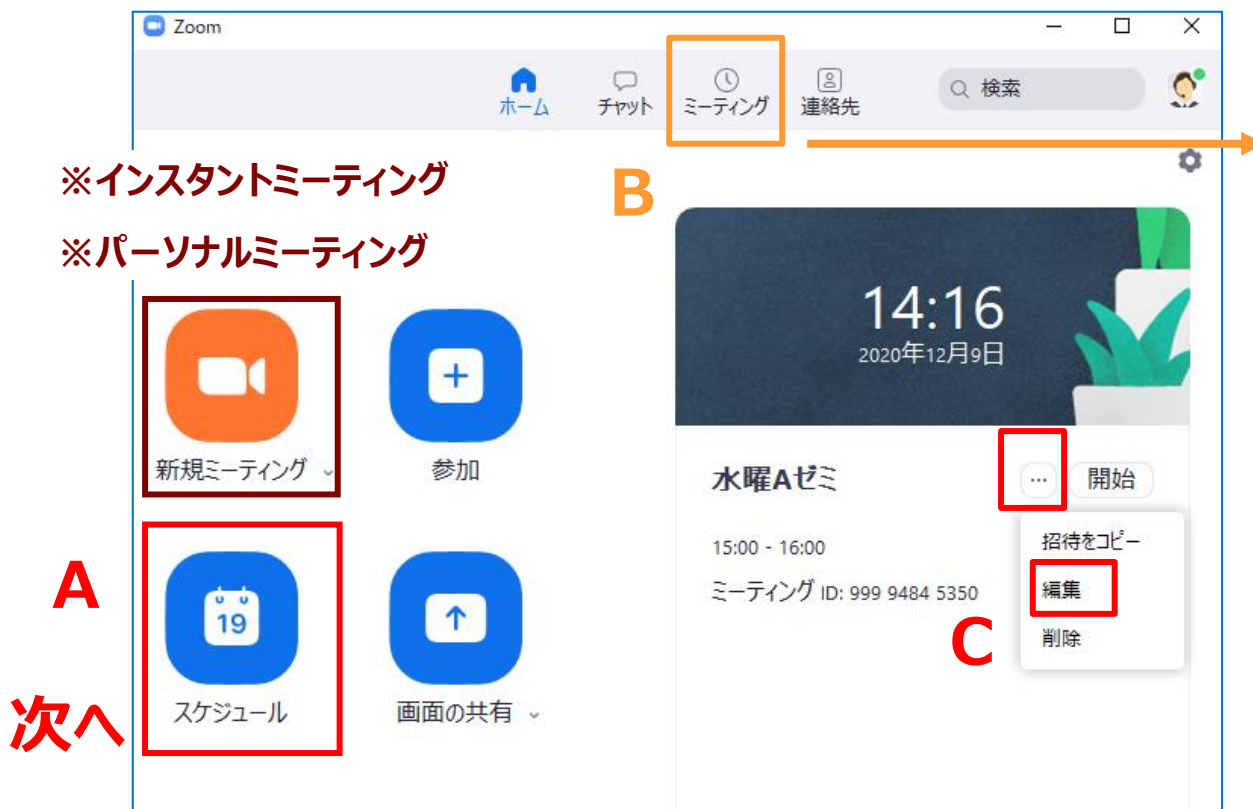 Zoom
ホーム
チャット
ミーティング
連絡先
検索
※インスタントミーティング
※パーソナルミーティング
B
14:16
2020年12月9日
新規ミーティング
参加
水曜Aゼミ
... 開始
15:00 - 16:00
ミーティング ID: 999 9484 5350
招待をコピー
編集
削除
C
A
19
次へ
スケジュール
画面の共有